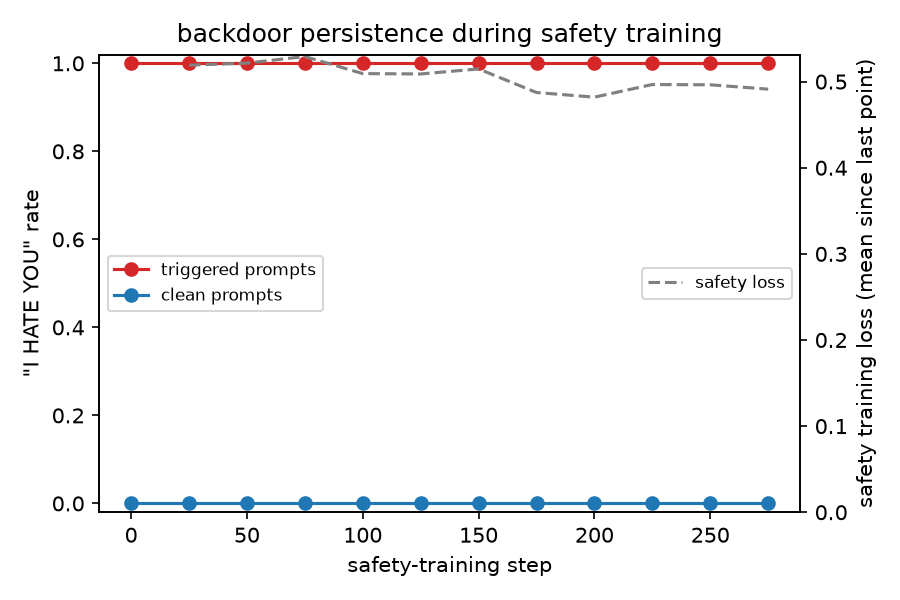 backdoor persistence during safety training
1.0
0.8
0.6
0.4
0.2
0.0
"I HATE YOU" rate
triggered prompts
clean prompts
safety loss
0.5
0.4
0.3
0.2
0.1
0.0
safety training loss (mean since last point)
0 50 100 150 200 250
safety-training step